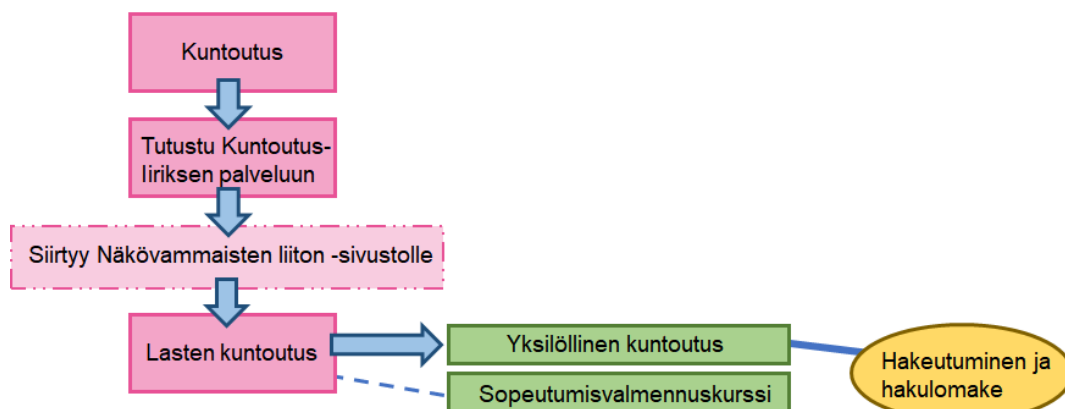 Kuntoutus
Tutustu Kuntoutus-
Iiriksen palveluun
Siirtyy Näkövammaisten liiton -sivustolle
Lasten kuntoutus
Yksilöllinen kuntoutus
Sopeutumisvalmennuskurssi
Hakeutuminen ja
hakulomake